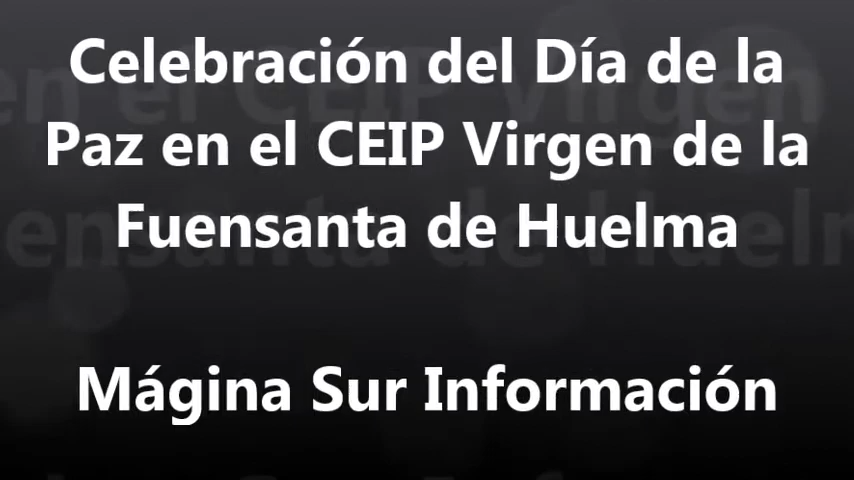 Celebración del Día de la
Paz en el CEIP Virgen de la
Fuensanta de Huelma
Mágina Sur Información